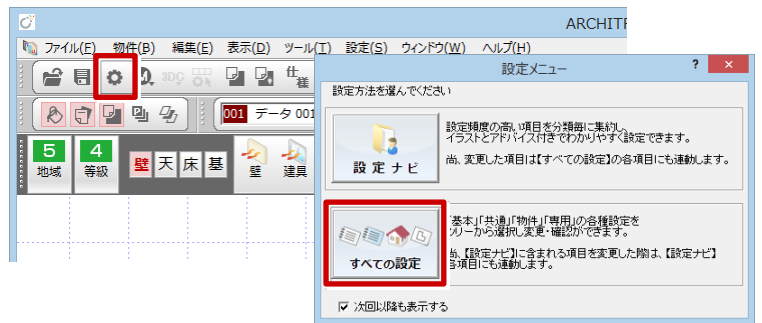 ARCHITR
ファイル(F) 物件(B) 編集(E) 表示(D) ツール(T) 設定(S) ウィンドウ(W) ヘルプ(H)
3DC
仕様
001 データ 001
5 4
地域 等級 壁 天 床 基 壁 建具
設定メニュー ? ×
設定方法を選んでください
設定ナビ
設定頻度の高い項目を分類毎に集約し、
イラストとアドバイス付きでわかりやすく設定できます。
尚、変更した項目は【すべての設定】の各項目にも連動します。
すべての設定
基本」「共通」「物件」「専用」の各種設定を
ツリーから選択し変更・確認ができます。
尚、【設定ナビ】に含まれる項目を変更した際は、【設定ナビ】
各項目にも連動します。
次回以降も表示する